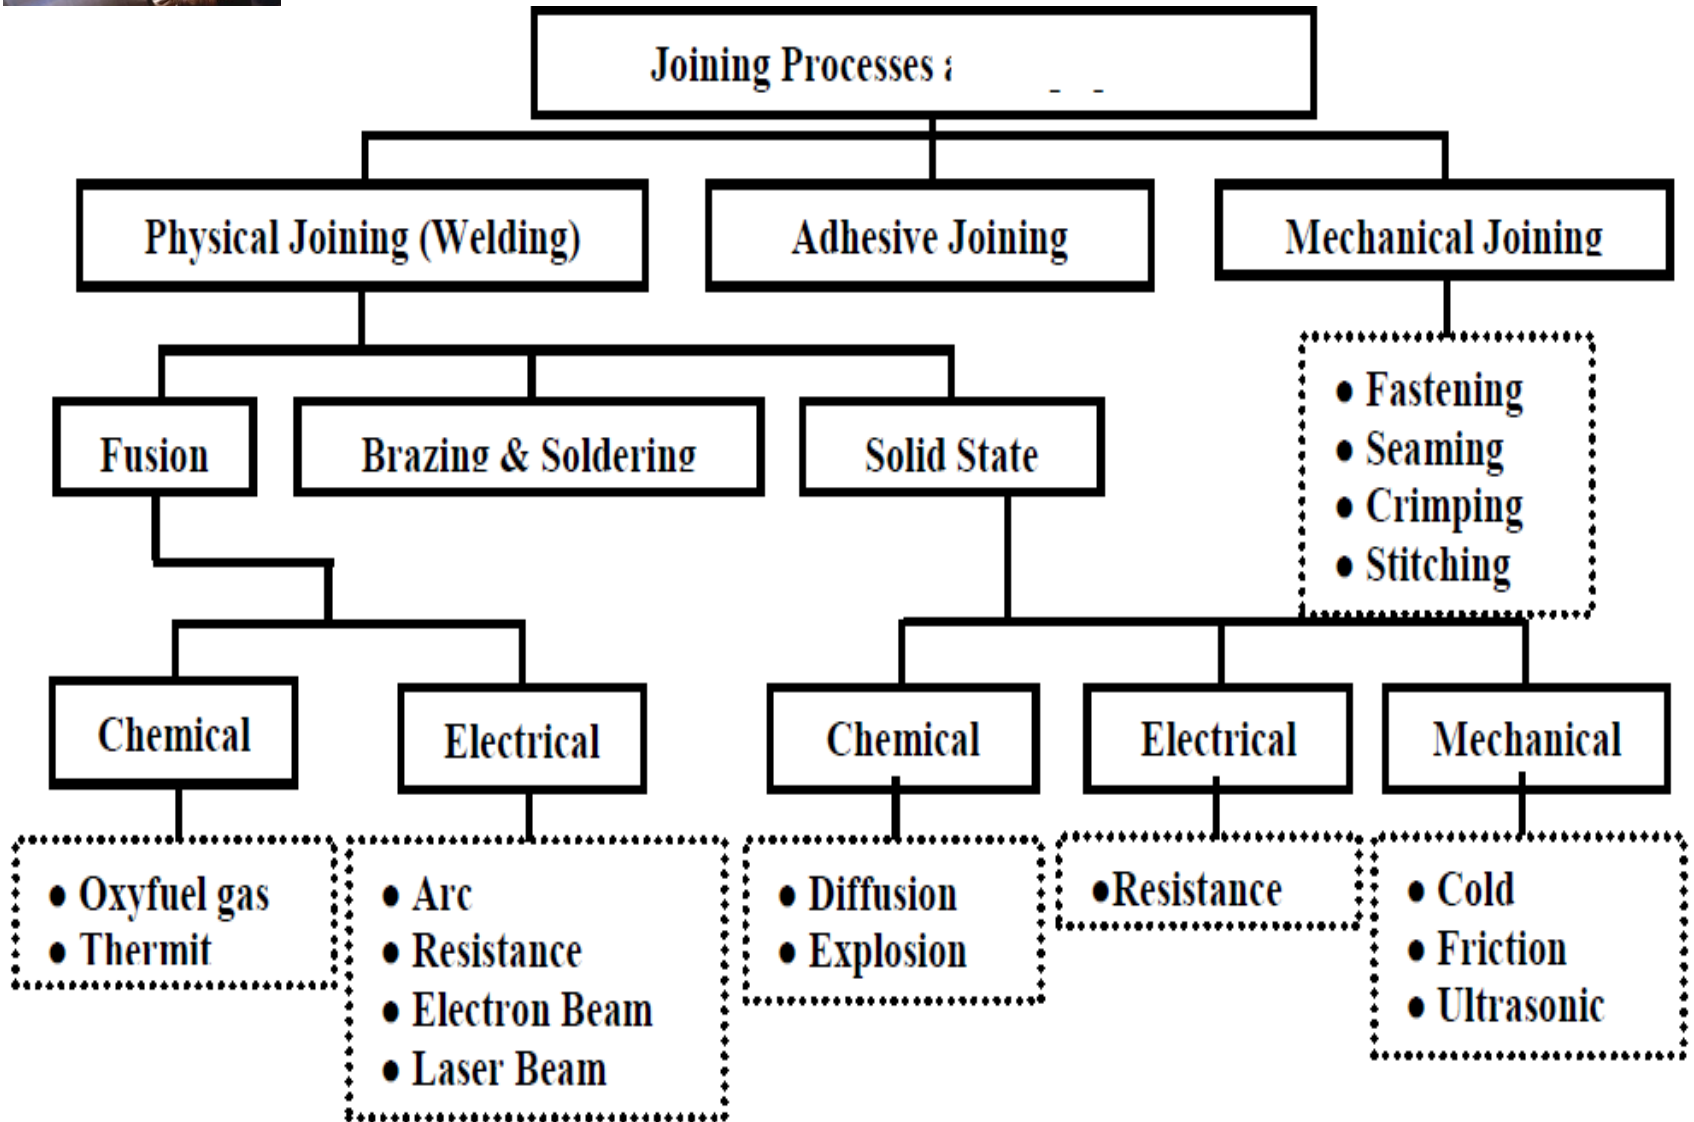 Joining Processes
Physical Joining (Welding)
Adhesive Joining
Mechanical Joining
● Fastening
● Seaming
● Crimping
● Stitching
Fusion
Brazing & Soldering
Solid State
Chemical
Electrical
Chemical
Electrical
Mechanical
● Oxyfuel gas
● Thermit
● Arc
● Resistance
● Electron Beam
● Laser Beam
● Diffusion
● Explosion
●Resistance
● Cold
● Friction
● Ultrasonic